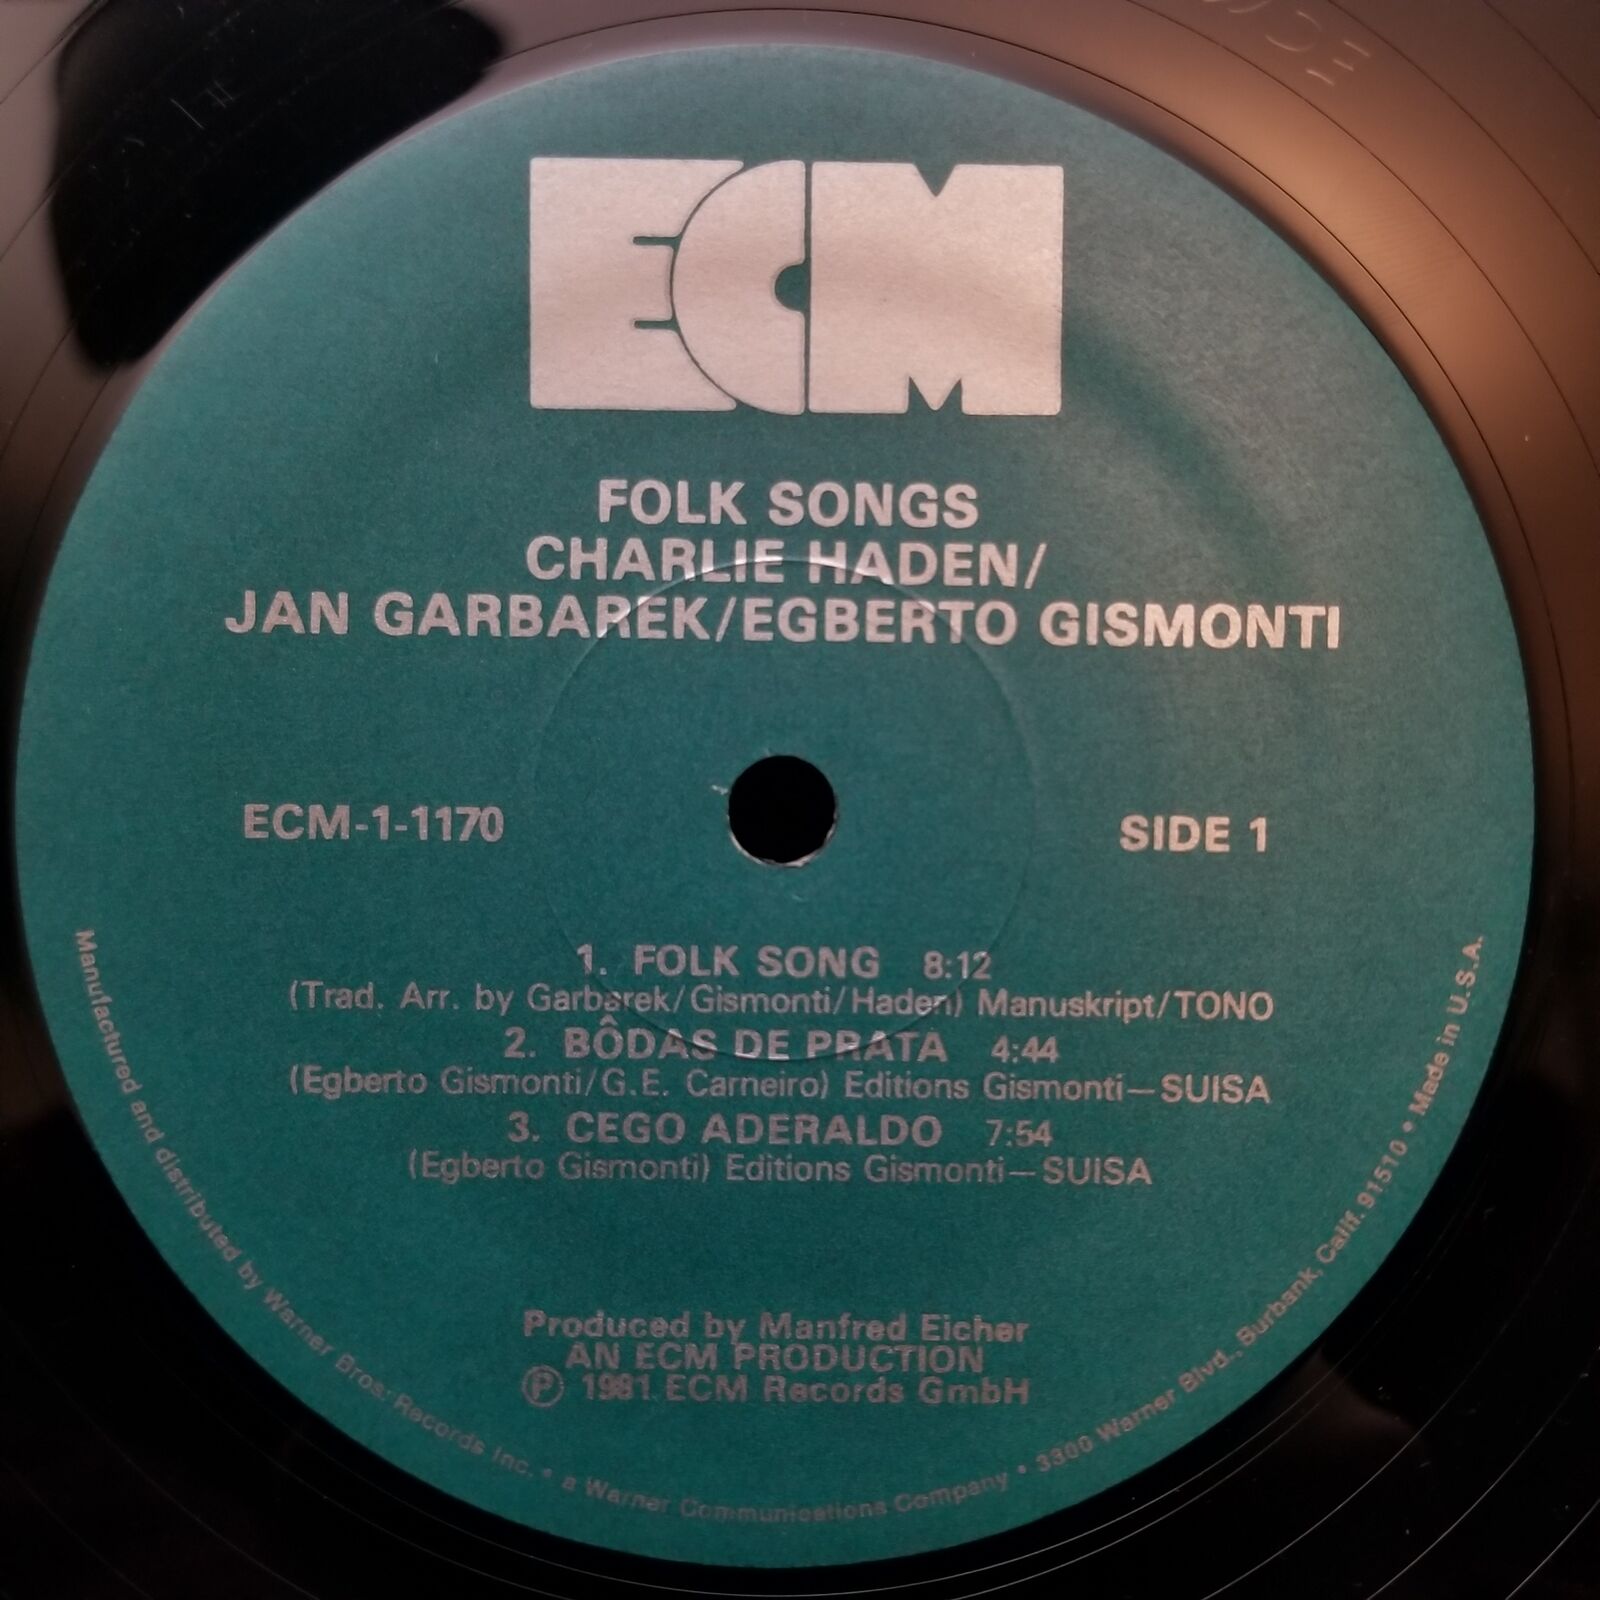 ECM
FOLK SONGS
CHARLIE HADEN/
JAN GARBAREK/EGBERTO GISMONTI
ECM-1-1170
SIDE 1
1. FOLK SONG 8:12
(Trad. Arr. by Garbarek/Gismonti/Haden) Manuskript/TONO
2. BÔDAS DE PRATA 4:44
(Egberto Gismonti/G.E. Carneiro) Editions Gismonti—SUISA
3. CEGO ADERALDO 7:54
(Egberto Gismonti) Editions Gismonti—SUISA
Produced by Manfred Eicher
AN ECM PRODUCTION
Ⓟ 1981 ECM Records GmbH
Manufactured and distributed by Warner Bros. Records Inc. • a Warner Communications Company • 3300 Warner Blvd., Burbank, Calif. 91510 • Made in U.S.A.